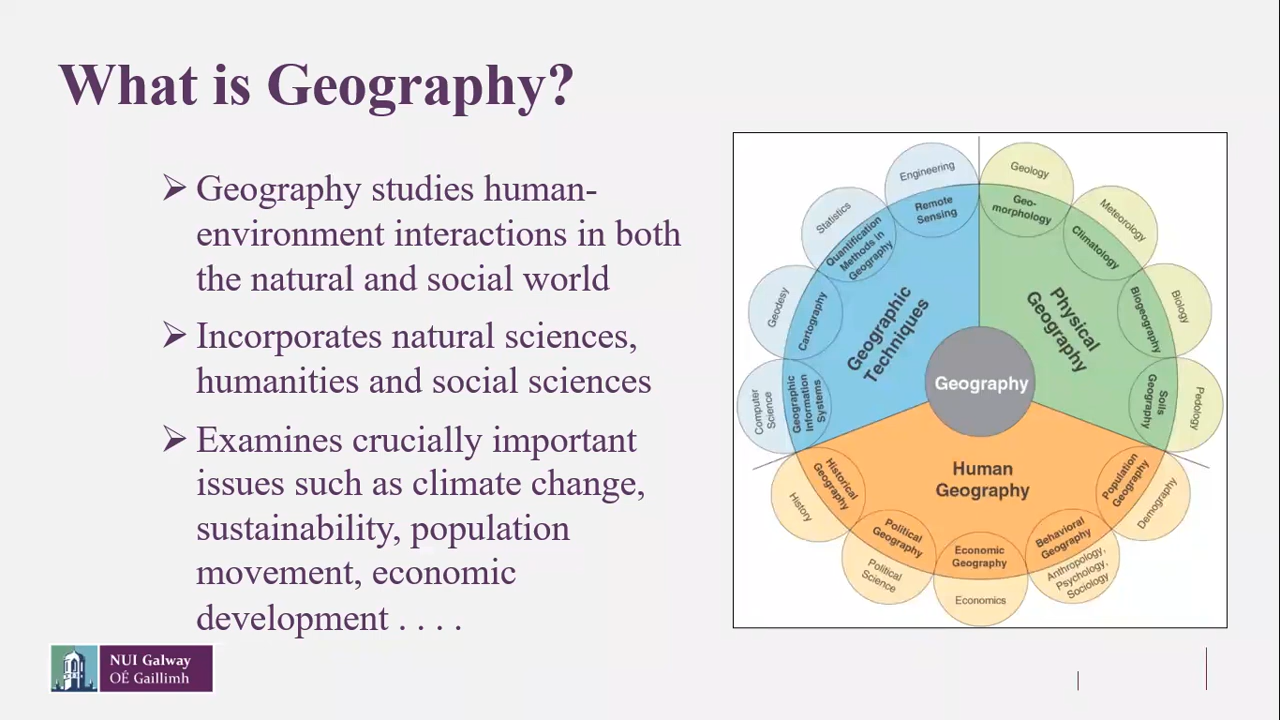 What is Geography?
Geography studies human-
environment interactions in both
the natural and social world
Incorporates natural sciences,
humanities and social sciences
Examines crucially important
issues such as climate change,
sustainability, population
movement, economic
development . . . .
Engineering
Remote
Sensing
Statistics
Quantification
Methods in
Geography
Geodesy
Cartography
Computer
Science
Geographic
Information
Systems
Geographic
Techniques
Geology
Geo-
morphology
Meteorology
Climatology
Biology
Biogeography
Pedology
Soils
Geography
Physical
Geography
Geography
Human
Geography
Historical
Geography
History
Political
Geography
Political
Science
Economic
Geography
Economics
Behavioral
Geography
Anthropology,
Psychology,
Sociology
Population
Geography
Demography
NUI Galway
OÉ Gaillimh